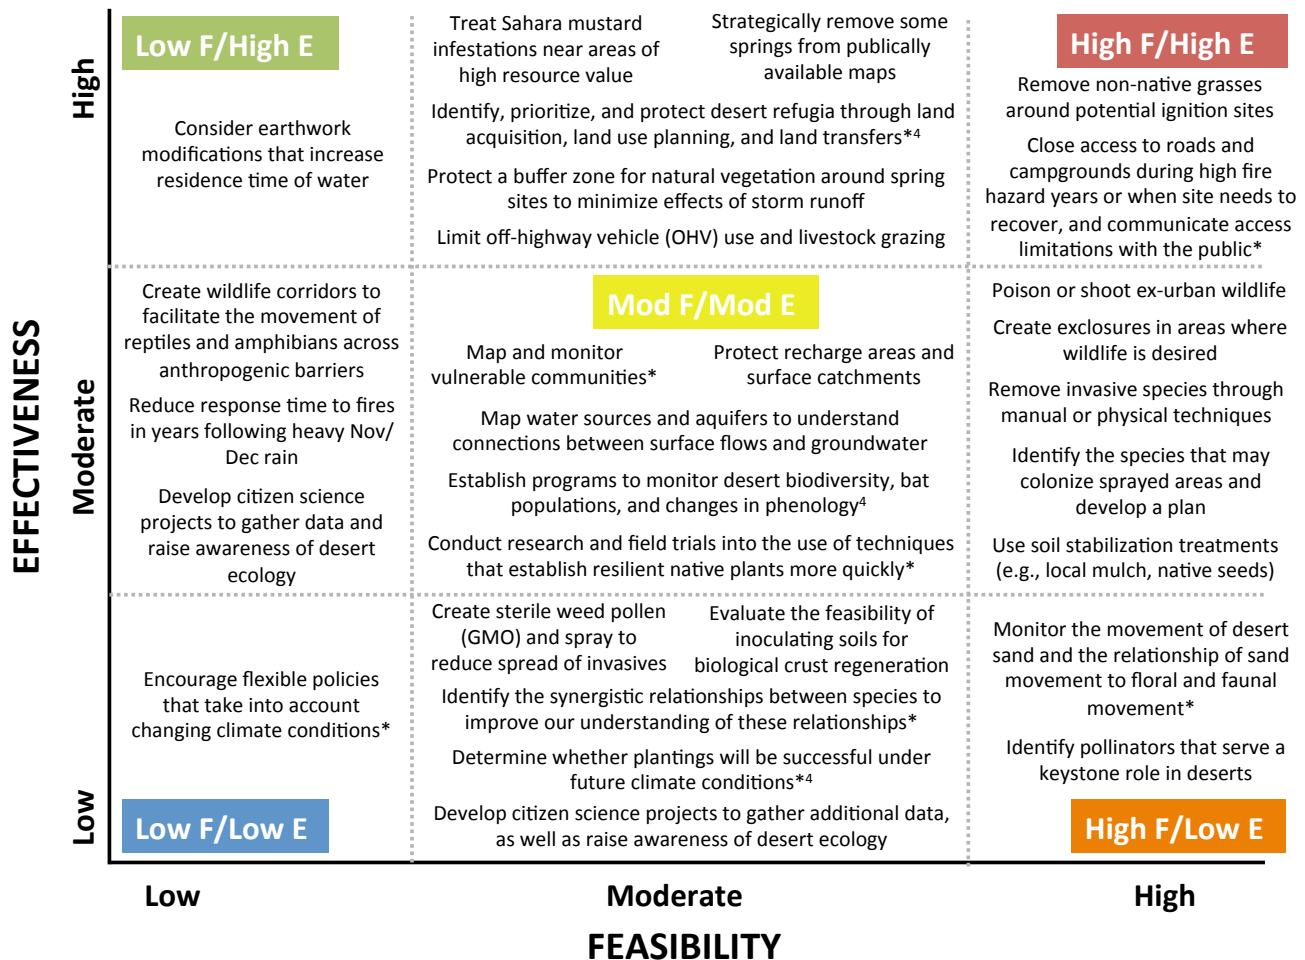 EFFECTIVENESS
High
Moderate
Low
Low F/High E
Consider earthwork
modifications that increase
residence time of water
Treat Sahara mustard
infestations near areas of
high resource value
Strategically remove some
springs from publically
available maps
Identify, prioritize, and protect desert refugia through land
acquisition, land use planning, and land transfers*4
Protect a buffer zone for natural vegetation around spring
sites to minimize effects of storm runoff
Limit off-highway vehicle (OHV) use and livestock grazing
High F/High E
Remove non-native grasses
around potential ignition sites
Close access to roads and
campgrounds during high fire
hazard years or when site needs to
recover, and communicate access
limitations with the public*
Create wildlife corridors to
facilitate the movement of
reptiles and amphibians across
anthropogenic barriers
Reduce response time to fires
in years following heavy Nov/
Dec rain
Develop citizen science
projects to gather data and
raise awareness of desert
ecology
Mod F/Mod E
Map and monitor
vulnerable communities*
Protect recharge areas and
surface catchments
Map water sources and aquifers to understand
connections between surface flows and groundwater
Establish programs to monitor desert biodiversity, bat
populations, and changes in phenology4
Conduct research and field trials into the use of techniques
that establish resilient native plants more quickly*
Poison or shoot ex-urban wildlife
Create exclosures in areas where
wildlife is desired
Remove invasive species through
manual or physical techniques
Identify the species that may
colonize sprayed areas and
develop a plan
Use soil stabilization treatments
(e.g., local mulch, native seeds)
Encourage flexible policies
that take into account
changing climate conditions*
Low F/Low E
Create sterile weed pollen
(GMO) and spray to
reduce spread of invasives
Evaluate the feasibility of
inoculating soils for
biological crust regeneration
Identify the synergistic relationships between species to
improve our understanding of these relationships*
Determine whether plantings will be successful under
future climate conditions*4
Develop citizen science projects to gather additional data,
as well as raise awareness of desert ecology
Monitor the movement of desert
sand and the relationship of sand
movement to floral and faunal
movement*
Identify pollinators that serve a
keystone role in deserts
High F/Low E
Low
Moderate
High
FEASIBILITY